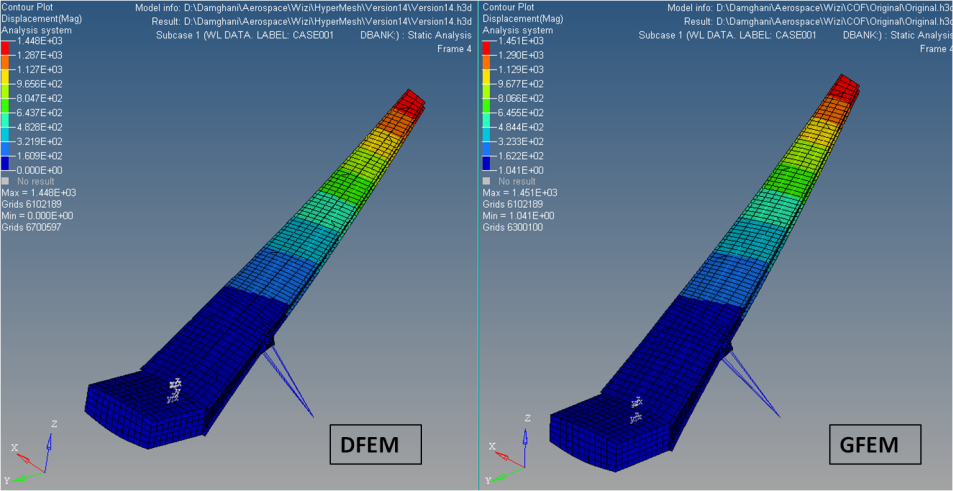 Contour Plot
Displacement(Mag)
Analysis system
1.448E+03
1.287E+03
1.127E+03
9.656E+02
8.047E+02
6.437E+02
4.828E+02
3.219E+02
1.609E+02
0.000E+00
No result
Max = 1.448E+03
Grids 6102189
Min = 0.000E+00
Grids 6700597
Model info: D:\Damghani\Aerospace\Wizi\HyperMesh\Version14\Version14.h3d
Result: D:\Damghani\Aerospace\Wizi\HyperMesh\Version14\Version14.h3d
Subcase 1 (WL DATA. LABEL: CASE001 DBANK:) : Static Analysis
Frame 4
X
Y
Z
DFEM
Contour Plot
Displacement(Mag)
Analysis system
1.451E+03
1.290E+03
1.129E+03
9.677E+02
8.066E+02
6.455E+02
4.844E+02
3.233E+02
1.622E+02
1.041E+00
No result
Max = 1.451E+03
Grids 6102189
Min = 1.041E+00
Grids 6300100
Model info: D:\Damghani\Aerospace\Wizi\COF\Original\Original.h3d
Result: D:\Damghani\Aerospace\Wizi\COF\Original\Original.h3d
Subcase 1 (WL DATA. LABEL: CASE001 DBANK:) : Static Analysis
Frame 4
X
Y
Z
GFEM